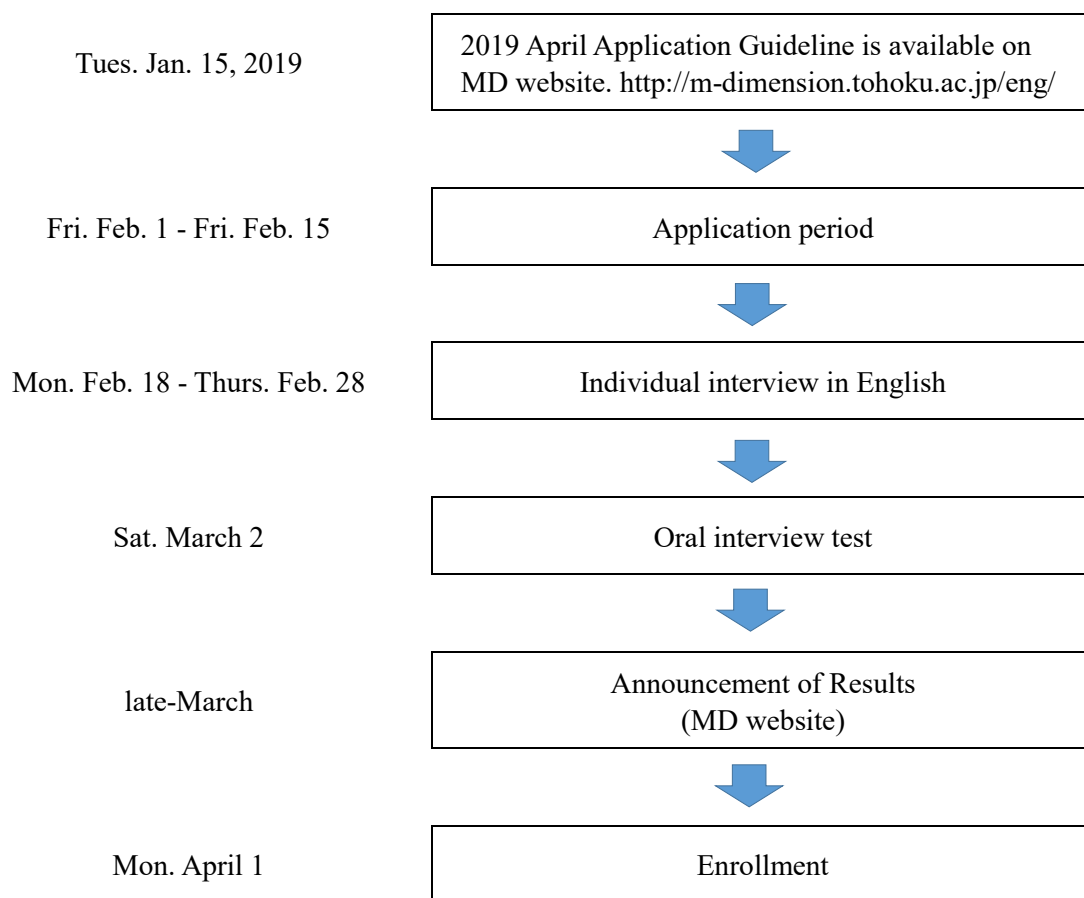 Tues. Jan. 15, 2019
2019 April Application Guideline is available on
MD website. http://m-dimension.tohoku.ac.jp/eng/
Fri. Feb. 1 - Fri. Feb. 15
Application period
Mon. Feb. 18 - Thurs. Feb. 28
Individual interview in English
Sat. March 2
Oral interview test
late-March
Announcement of Results
(MD website)
Mon. April 1
Enrollment